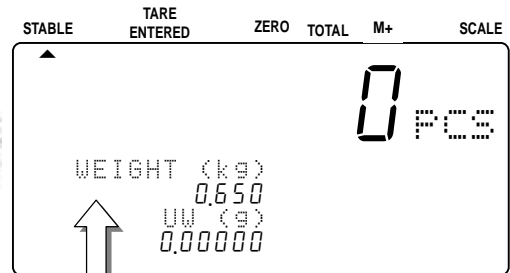 STABLE TARE ENTERED ZERO TOTAL M+ SCALE
0 PCS
WEIGHT (kg)
0.650
UW (g)
0.00000